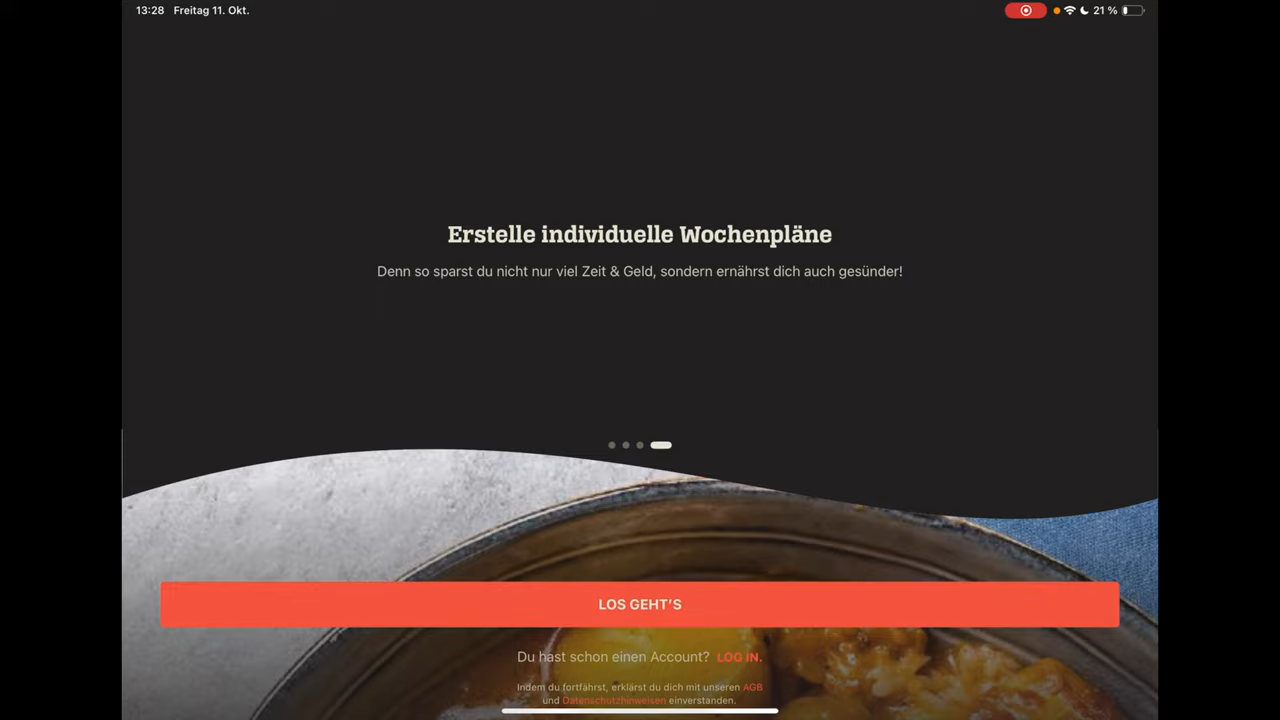 13:28 Freitag 11. Okt. 21 %
Erstelle individuelle Wochenpläne
Denn so sparst du nicht nur viel Zeit & Geld, sondern ernährst dich auch gesünder!
LOS GEHT'S
Du hast schon einen Account? LOG IN.
Indem du fortfährst, erklärst du dich mit unseren AGB
und Datenschutzhinweisen einverstanden.